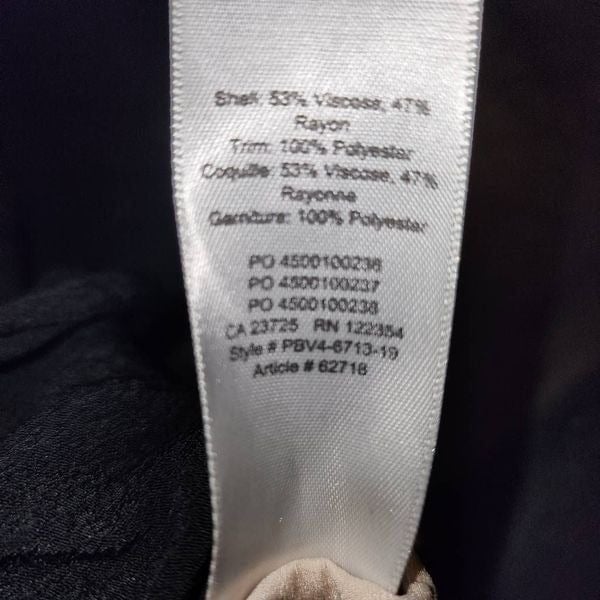 Shell: 53% Viscose, 47%
Rayon
Trim: 100% Polyester
Coquille: 53% Viscose, 47%
Rayonne
Garniture: 100% Polyester
PO 4500100236
PO 4500100237
PO 4500100238
CA 23725 RN 122354
Style # PBV4-6713-19
Article # 62718